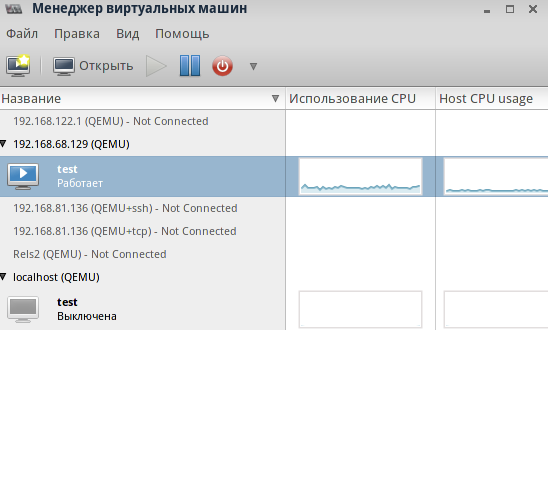 Менеджер виртуальных машин
Файл Правка Вид Помощь
Открыть
Название Использование CPU Host CPU usage
192.168.122.1 (QEMU) - Not Connected
192.168.68.129 (QEMU)
test
Работает
192.168.81.136 (QEMU+ssh) - Not Connected
192.168.81.136 (QEMU+tcp) - Not Connected
Rels2 (QEMU) - Not Connected
localhost (QEMU)
test
Выключена